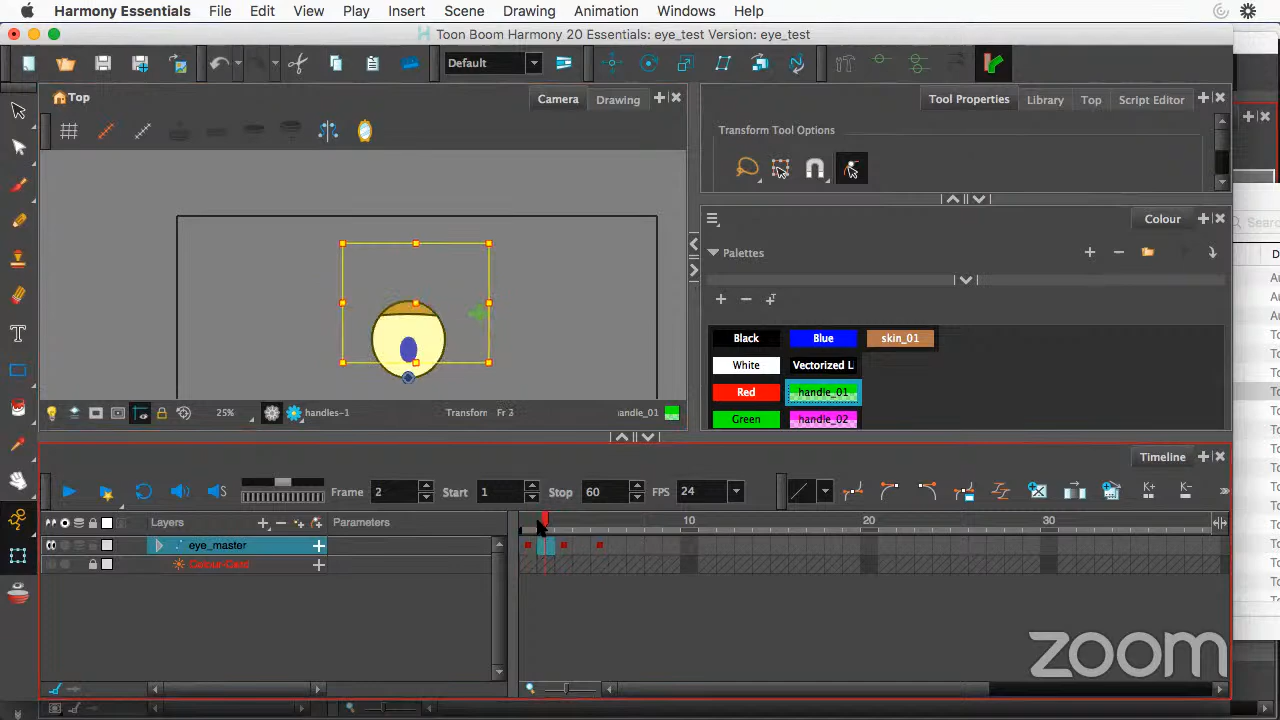 Harmony Essentials File Edit View Play Insert Scene Drawing Animation Windows Help
Toon Boom Harmony 20 Essentials: eye_test Version: eye_test
Default
Top Camera Drawing
Tool Properties Library Top Script Editor
Transform Tool Options
Colour
Sear
Palettes
D
Black Blue skin_01
White Vectorized L
Red handle_01
Green handle_02
25% handles-1 Transform Fr 3 andle_01
Timeline
Frame 2 Start 1 Stop 60 FPS 24
Layers Parameters 10 20 30
eye_master
Colour-Card
zoom